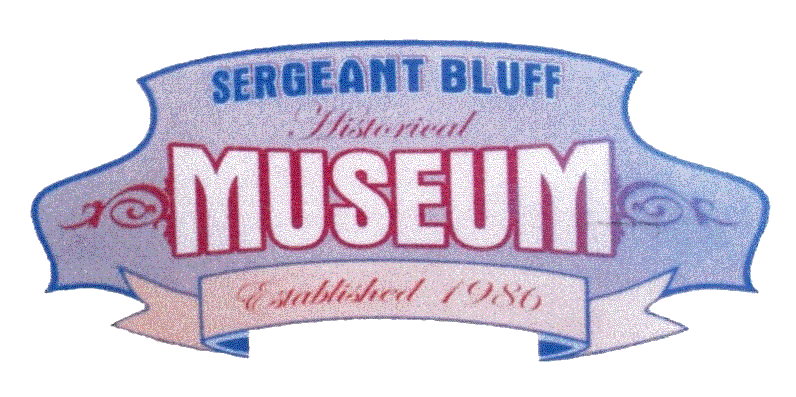 SERGEANT BLUFF
Historical
MUSEUM
Established 1986